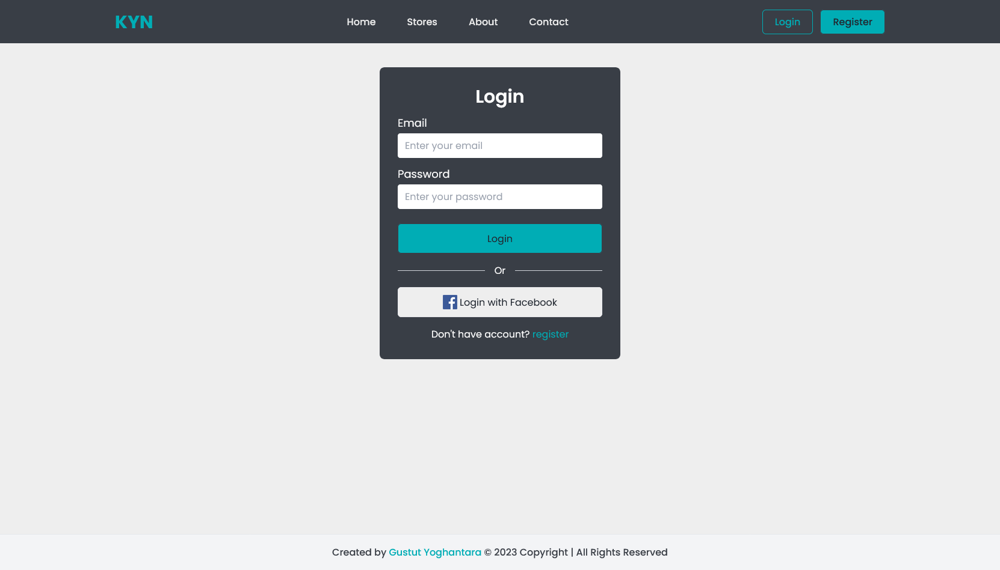 KYN Home Stores About Contact Login Register
Login
Email
Enter your email
Password
Enter your password
Login
Or
Login with Facebook
Don't have account? register
Created by Gustut Yoghantara © 2023 Copyright | All Rights Reserved